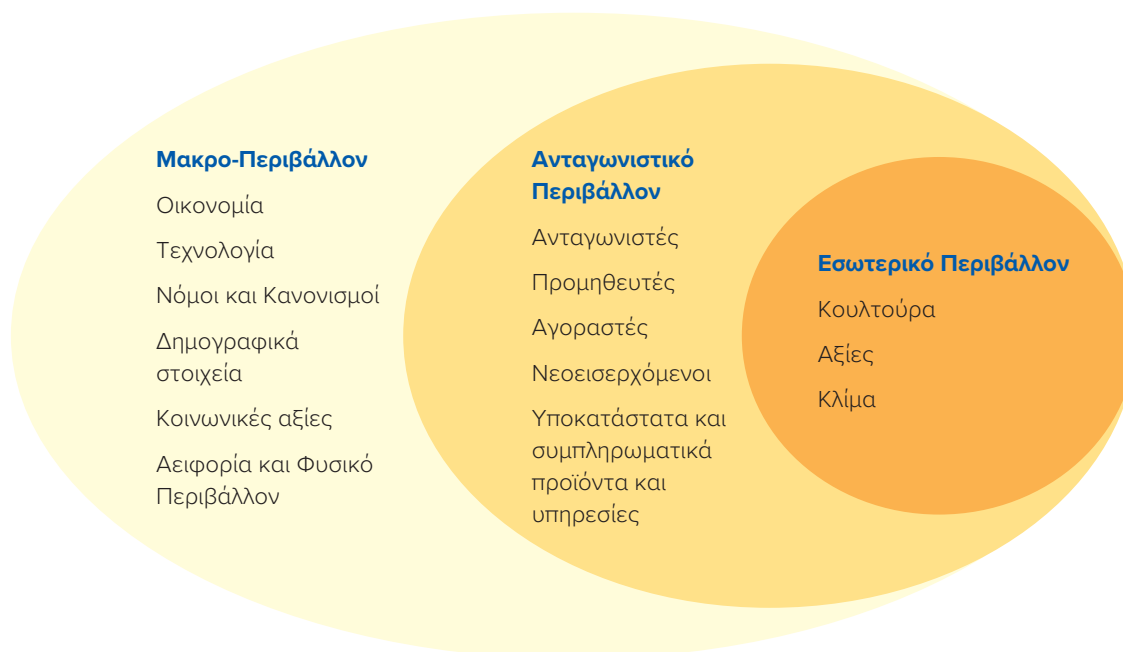 Μακρο-Περιβάλλον
Οικονομία
Τεχνολογία
Νόμοι και Κανονισμοί
Δημογραφικά
στοιχεία
Κοινωνικές αξίες
Αειφορία και Φυσικό
Περιβάλλον
Ανταγωνιστικό
Περιβάλλον
Ανταγωνιστές
Προμηθευτές
Αγοραστές
Νεοεισερχόμενοι
Υποκατάστατα και
συμπληρωματικά
προϊόντα και
υπηρεσίες
Εσωτερικό Περιβάλλον
Κουλτούρα
Αξίες
Κλίμα